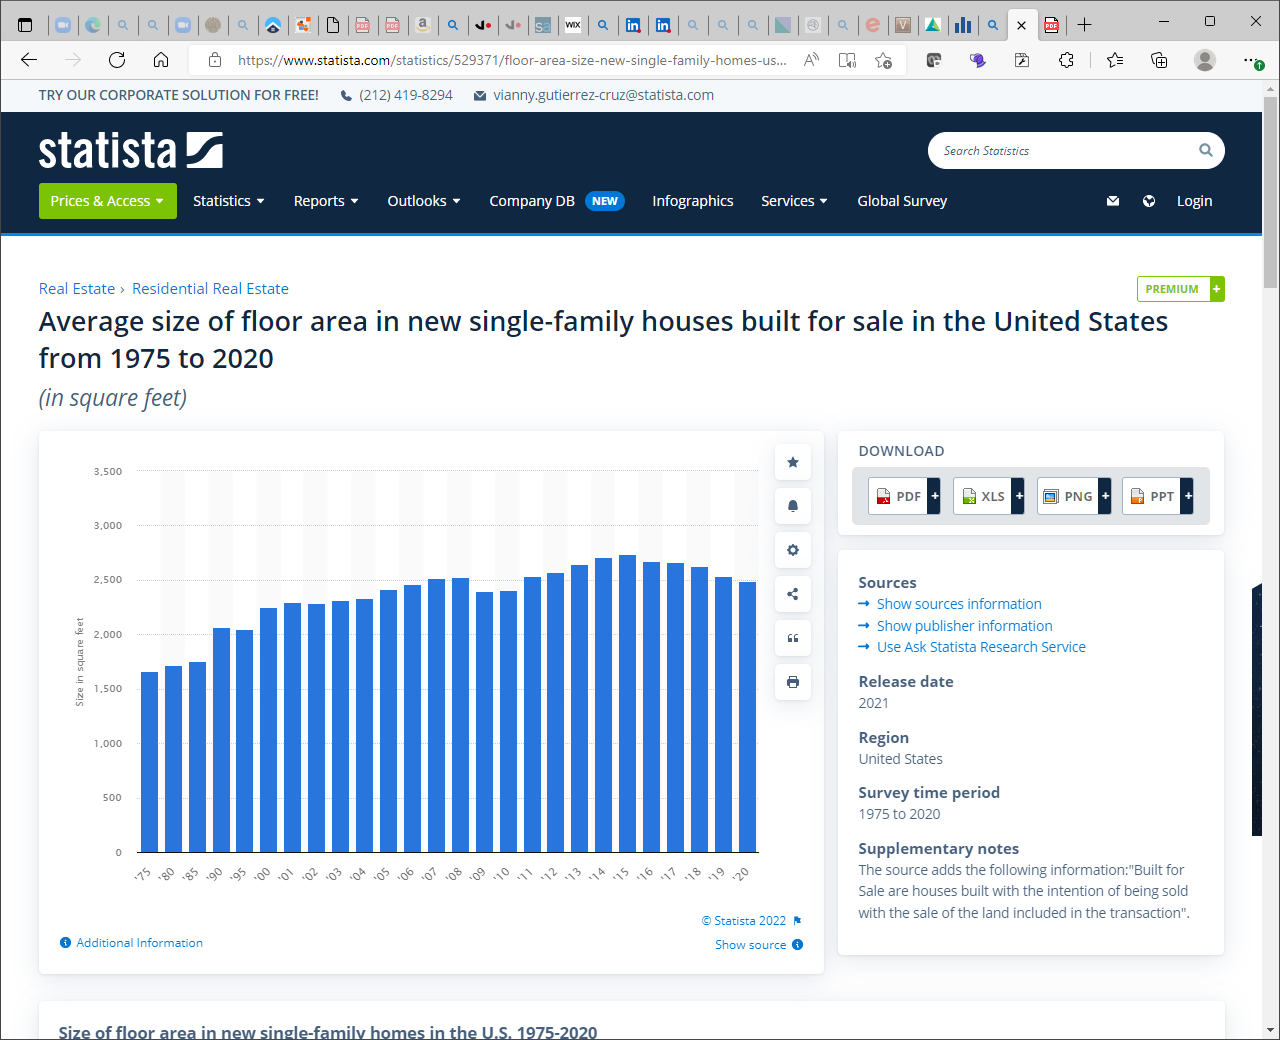 https://www.statista.com/statistics/529371/floor-area-size-new-single-family-homes-us...
TRY OUR CORPORATE SOLUTION FOR FREE! (212) 419-8294 vianny.gutierrez-cruz@statista.com
statista
Search Statistics
Prices & Access Statistics Reports Outlooks Company DB NEW Infographics Services Global Survey Login
Real Estate › Residential Real Estate
PREMIUM +
Average size of floor area in new single-family houses built for sale in the United States
from 1975 to 2020
(in square feet)
Size in square feet
3,500
3,000
2,500
2,000
1,500
1,000
500
0
'75 '80 '85 '90 '95 '00 '01 '02 '03 '04 '05 '06 '07 '08 '09 '10 '11 '12 '13 '14 '15 '16 '17 '18 '19 '20
© Statista 2022
Additional Information
Show source
DOWNLOAD
PDF + XLS + PNG + PPT +
Sources
Show sources information
Show publisher information
Use Ask Statista Research Service
Release date
2021
Region
United States
Survey time period
1975 to 2020
Supplementary notes
The source adds the following information:"Built for
Sale are houses built with the intention of being sold
with the sale of the land included in the transaction".
Size of floor area in new single-family homes in the U.S. 1975-2020